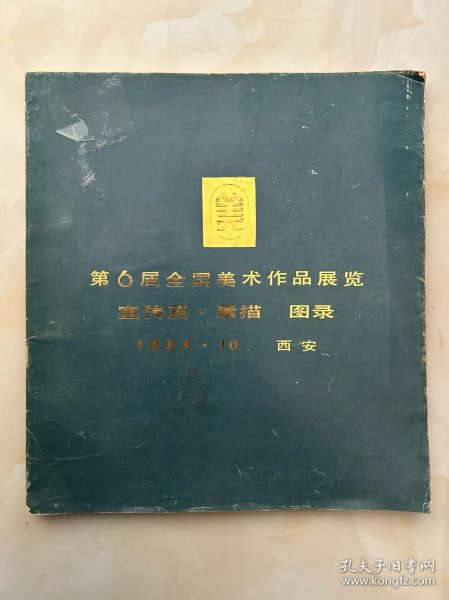 美
第6届全国美术作品展览
宣传画·素描 图录
1984·10 西安
孔夫子旧书网
www.kongfz.com